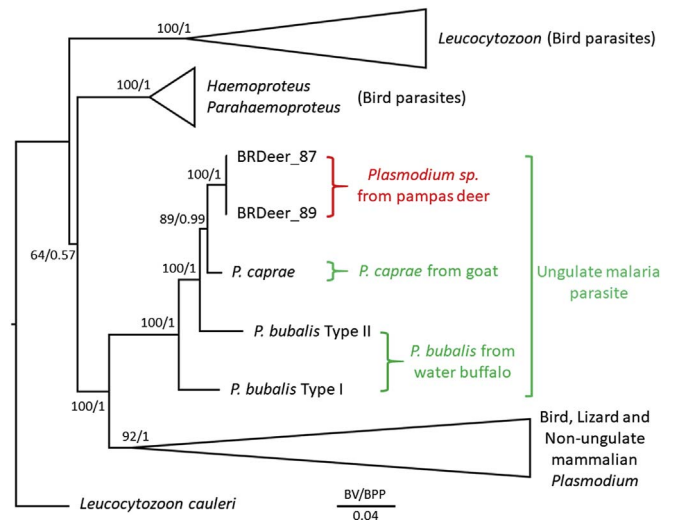 100/1
Leucocytozoon (Bird parasites)
100/1
Haemoproteus
Parahaemoproteus
(Bird parasites)
BRDeer_87
100/1
Plasmodium sp.
from pampas deer
BRDeer_89
89/0.99
64/0.57
100/1
P. caprae
P. caprae from goat
Ungulate malaria
parasite
100/1
P. bubalis Type II
P. bubalis from
water buffalo
P. bubalis Type I
100/1
92/1
Bird, Lizard and
Non-ungulate
mammalian
Plasmodium
Leucocytozoon cauleri
BV/BPP
0.04